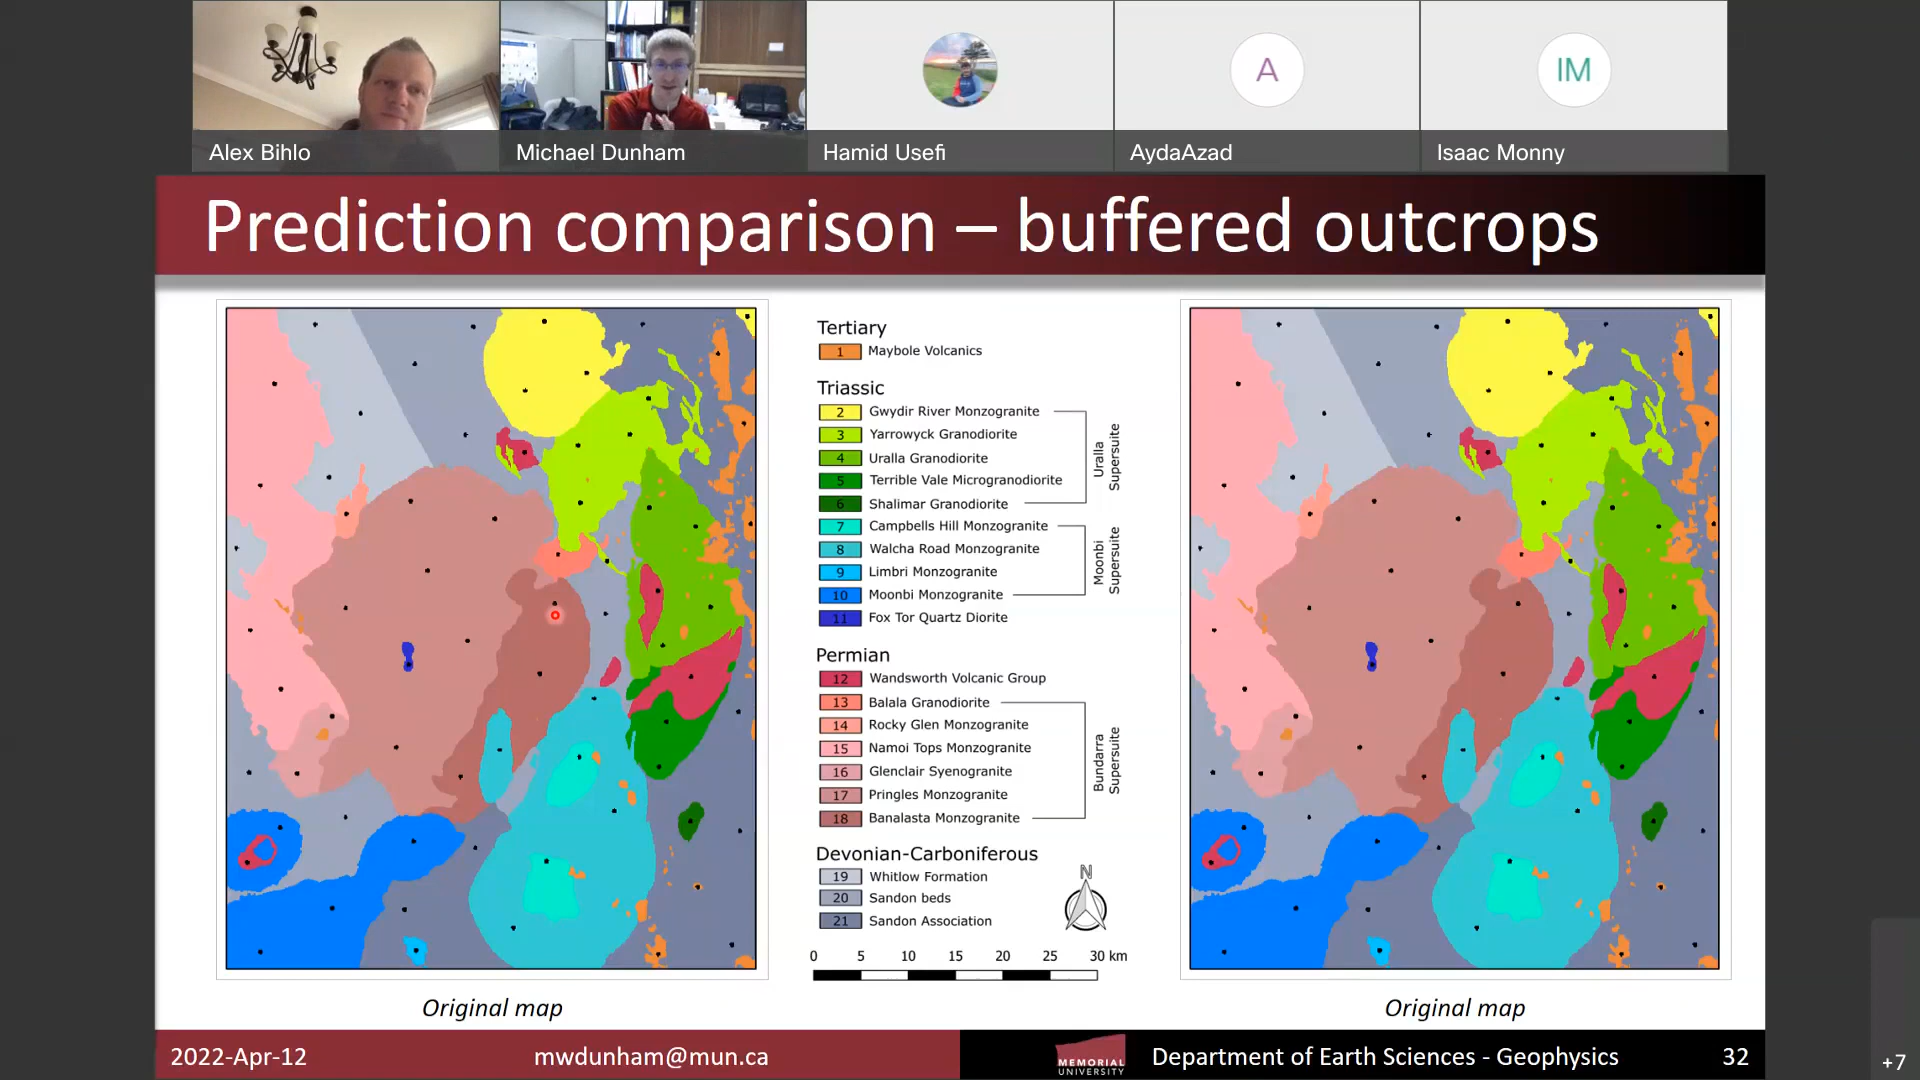 A
IM
Alex Bihlo
Michael Dunham
Hamid Usefi
AydaAzad
Isaac Monny
Prediction comparison – buffered outcrops
Tertiary
1 Maybole Volcanics
Triassic
2 Gwydir River Monzogranite
3 Yarrowyck Granodiorite
4 Uralla Granodiorite
5 Terrible Vale Microgranodiorite
6 Shalimar Granodiorite
Uralla
Supersuite
7 Campbells Hill Monzogranite
8 Walcha Road Monzogranite
9 Limbri Monzogranite
10 Moonbi Monzogranite
Moonbi
Supersuite
11 Fox Tor Quartz Diorite
Permian
12 Wandsworth Volcanic Group
13 Balala Granodiorite
14 Rocky Glen Monzogranite
15 Namoi Tops Monzogranite
16 Glenclair Syenogranite
17 Pringles Monzogranite
18 Banalasta Monzogranite
Bundarra
Supersuite
Devonian-Carboniferous
19 Whitlow Formation
20 Sandon beds
21 Sandon Association
N
0 5 10 15 20 25 30 km
Original map
Original map
2022-Apr-12
mwdunham@mun.ca
MEMORIAL
UNIVERSITY
Department of Earth Sciences - Geophysics
32
+7